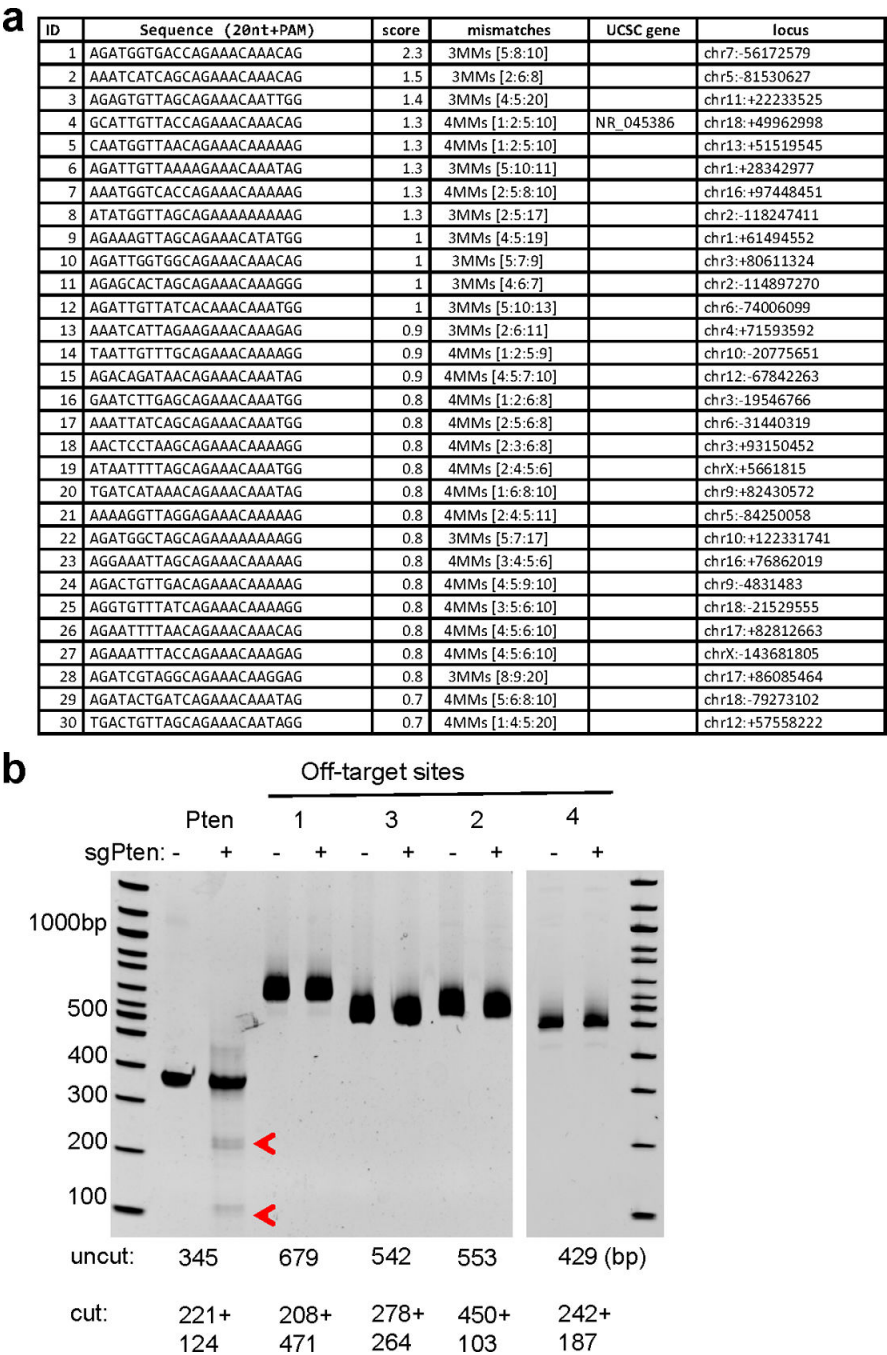 a
ID Sequence (20nt+PAM) score mismatches UCSC gene locus
1 AGATGGTGACCAGAAACAAACAG 2.3 3MMs [5:8:10] chr7:-56172579
2 AAATCATCAGCAGAAACAAACAG 1.5 3MMs [2:6:8] chr5:-81530627
3 AGAGTGTTAGCAGAAACAATTGG 1.4 3MMs [4:5:20] chr11:+22233525
4 GCATTGTTACCAGAAACAAACAG 1.3 4MMs [1:2:5:10] NR_045386 chr18:+49962998
5 CAATGGTTAACAGAAACAAAAAG 1.3 4MMs [1:2:5:10] chr13:+51519545
6 AGATTGTTAAAAGAAACAAATAG 1.3 3MMs [5:10:11] chr1:+28342977
7 AAATGGTCACCAGAAACAAAAAG 1.3 4MMs [2:5:8:10] chr16:+97448451
8 ATATGGTTAGCAGAAAAAAAAAG 1.3 3MMs [2:5:17] chr2:-118247411
9 AGAAAGTTAGCAGAAACATATGG 1 3MMs [4:5:19] chr1:+61494552
10 AGATTGGTGGCAGAAACAAACAG 1 3MMs [5:7:9] chr3:+80611324
11 AGAGCACTAGCAGAAACAAAGGG 1 3MMs [4:6:7] chr2:-114897270
12 AGATTGTTATCACAAACAAATGG 1 3MMs [5:10:13] chr6:-74006099
13 AAATCATTAGAAGAAACAAAGAG 0.9 3MMs [2:6:11] chr4:+71593592
14 TAATTGTTTGCAGAAACAAAAGG 0.9 4MMs [1:2:5:9] chr10:-20775651
15 AGACAGATAACAGAAACAAATAG 0.9 4MMs [4:5:7:10] chr12:-67842263
16 GAATCTTGAGCAGAAACAAATGG 0.8 4MMs [1:2:6:8] chr3:-19546766
17 AAATTATCAGCAGAAACAAATGG 0.8 4MMs [2:5:6:8] chr6:-31440319
18 AACTCCTAAGCAGAAACAAAAGG 0.8 4MMs [2:3:6:8] chr3:+93150452
19 ATAATTTTAGCAGAAACAAATGG 0.8 4MMs [2:4:5:6] chrX:+5661815
20 TGATCATAAACAGAAACAAATAG 0.8 4MMs [1:6:8:10] chr9:+82430572
21 AAAAGGTTAGGAGAAACAAAAAG 0.8 4MMs [2:4:5:11] chr5:-84250058
22 AGATGGCTAGCAGAAAAAAAAGG 0.8 3MMs [5:7:17] chr10:+122331741
23 AGGAAATTAGCAGAAACAAAAAG 0.8 4MMs [3:4:5:6] chr16:+76862019
24 AGACTGTTGACAGAAACAAAAAG 0.8 4MMs [4:5:9:10] chr9:-4831483
25 AGGTGTTTATCAGAAACAAAAGG 0.8 4MMs [3:5:6:10] chr18:-21529555
26 AGAATTTTAACAGAAACAAACAG 0.8 4MMs [4:5:6:10] chr17:+82812663
27 AGAAATTTACCAGAAACAAAGAG 0.8 4MMs [4:5:6:10] chrX:-143681805
28 AGATCGTAGGCAGAAACAAGGAG 0.8 3MMs [8:9:20] chr17:+86085464
29 AGATACTGATCAGAAACAAATAG 0.7 4MMs [5:6:8:10] chr18:-79273102
30 TGACTGTTAGCAGAAACAATAGG 0.7 4MMs [1:4:5:20] chr12:+57558222
b
Off-target sites
Pten 1 3 2 4
sgPten: - + - + - + - + - +
1000bp
500
400
300
200
100
uncut: 345 679 542 553 429 (bp)
cut: 221+ 208+ 278+ 450+ 242+
124 471 264 103 187